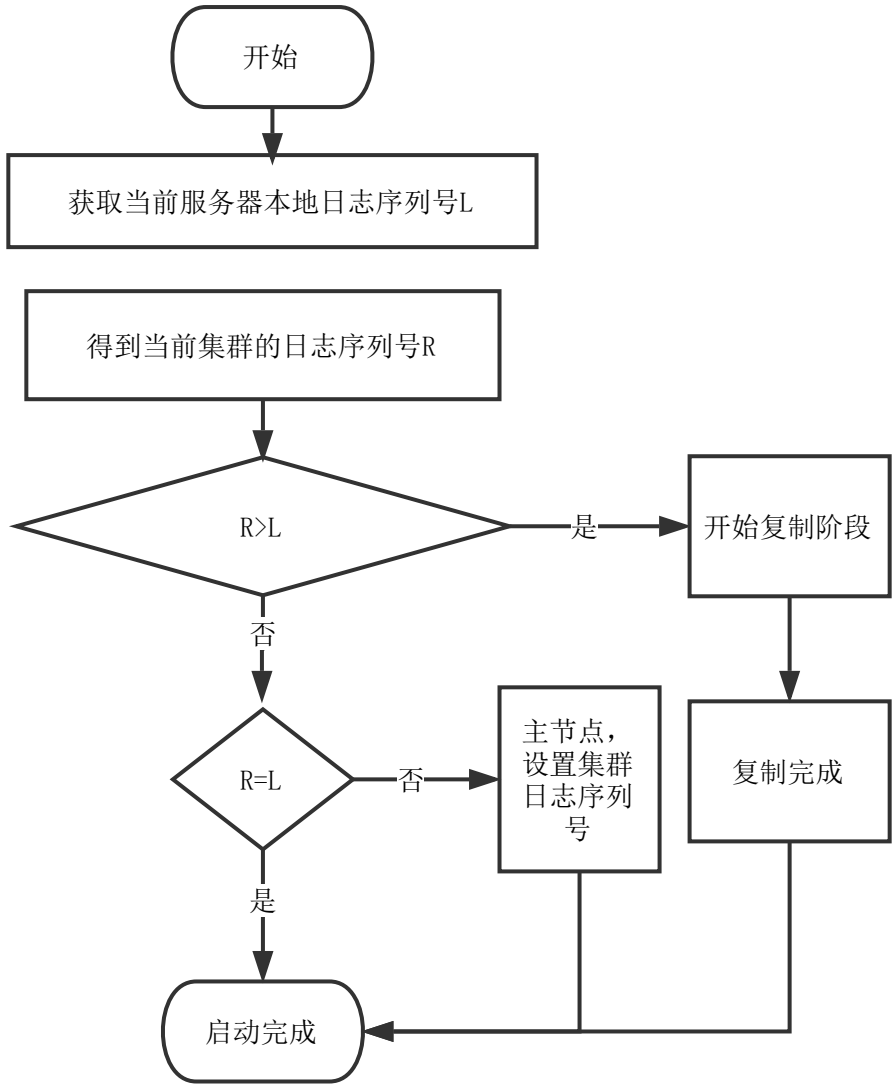 开始
获取当前服务器本地日志序列号L
得到当前集群的日志序列号R
R>L
是
开始复制阶段
否
R=L
否
主节点，
设置集群
日志序列
号
复制完成
是
启动完成